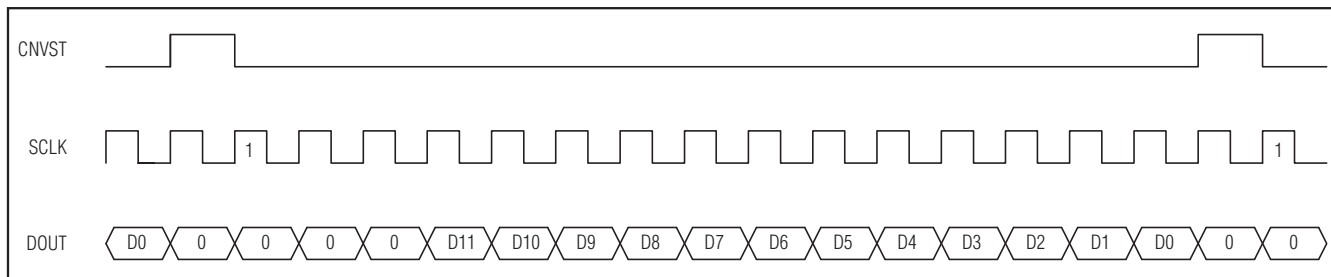 CNVST
SCLK 1 1
DOUT D0 0 0 0 0 D11 D10 D9 D8 D7 D6 D5 D4 D3 D2 D1 D0 0 0